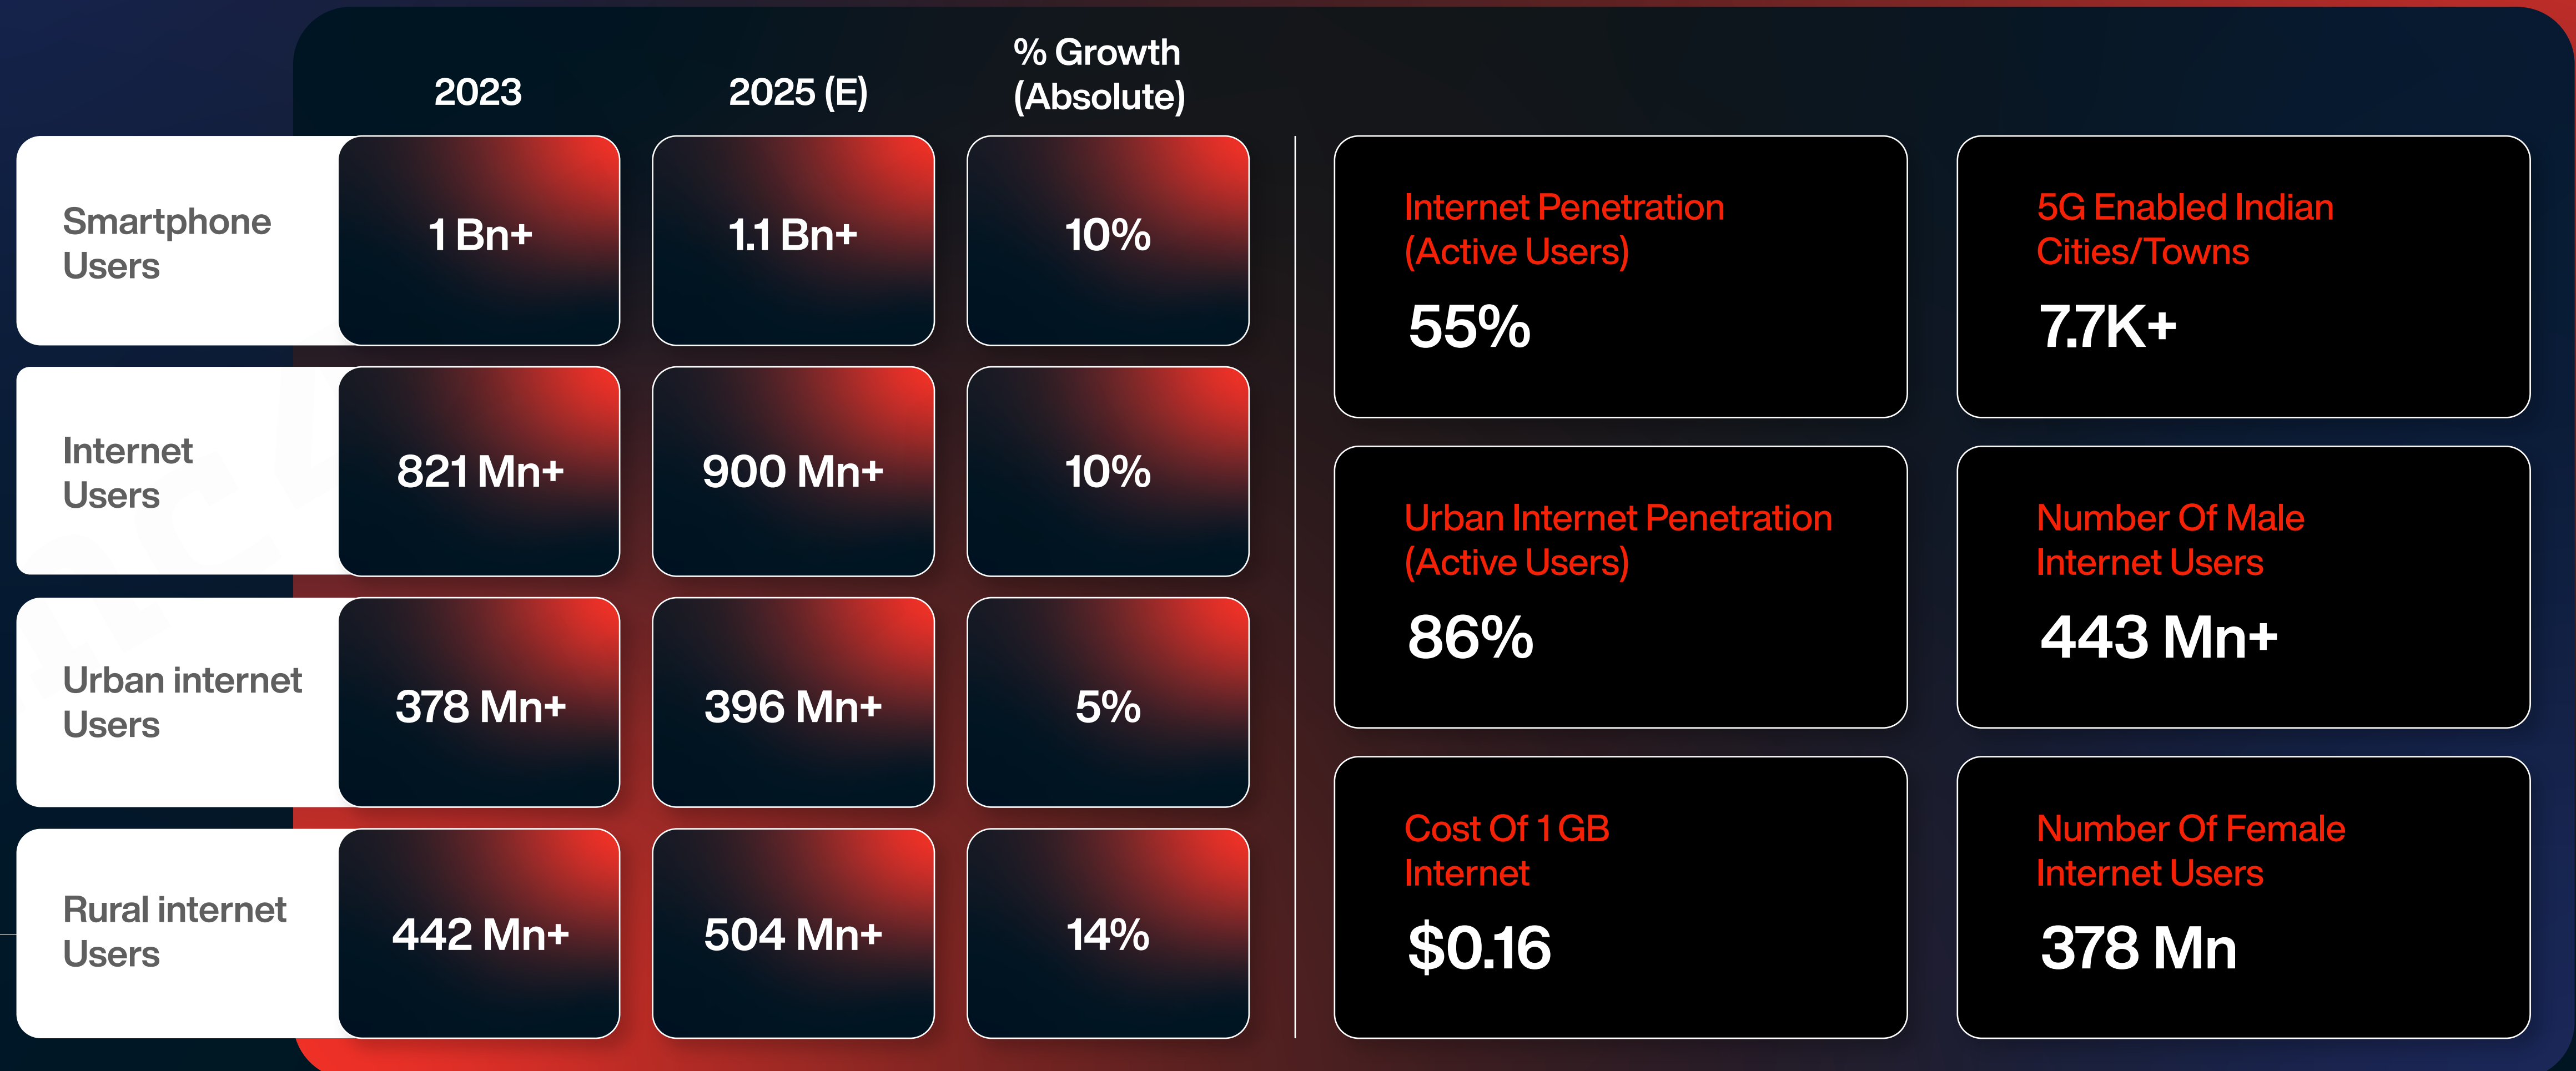 2023
2025 (E)
% Growth
(Absolute)
Smartphone
Users
1 Bn+
1.1 Bn+
10%
Internet
Users
821 Mn+
900 Mn+
10%
Urban internet
Users
378 Mn+
396 Mn+
5%
Rural internet
Users
442 Mn+
504 Mn+
14%
Internet Penetration
(Active Users)
55%
5G Enabled Indian
Cities/Towns
7.7K+
Urban Internet Penetration
(Active Users)
86%
Number Of Male
Internet Users
443 Mn+
Cost Of 1 GB
Internet
$0.16
Number Of Female
Internet Users
378 Mn